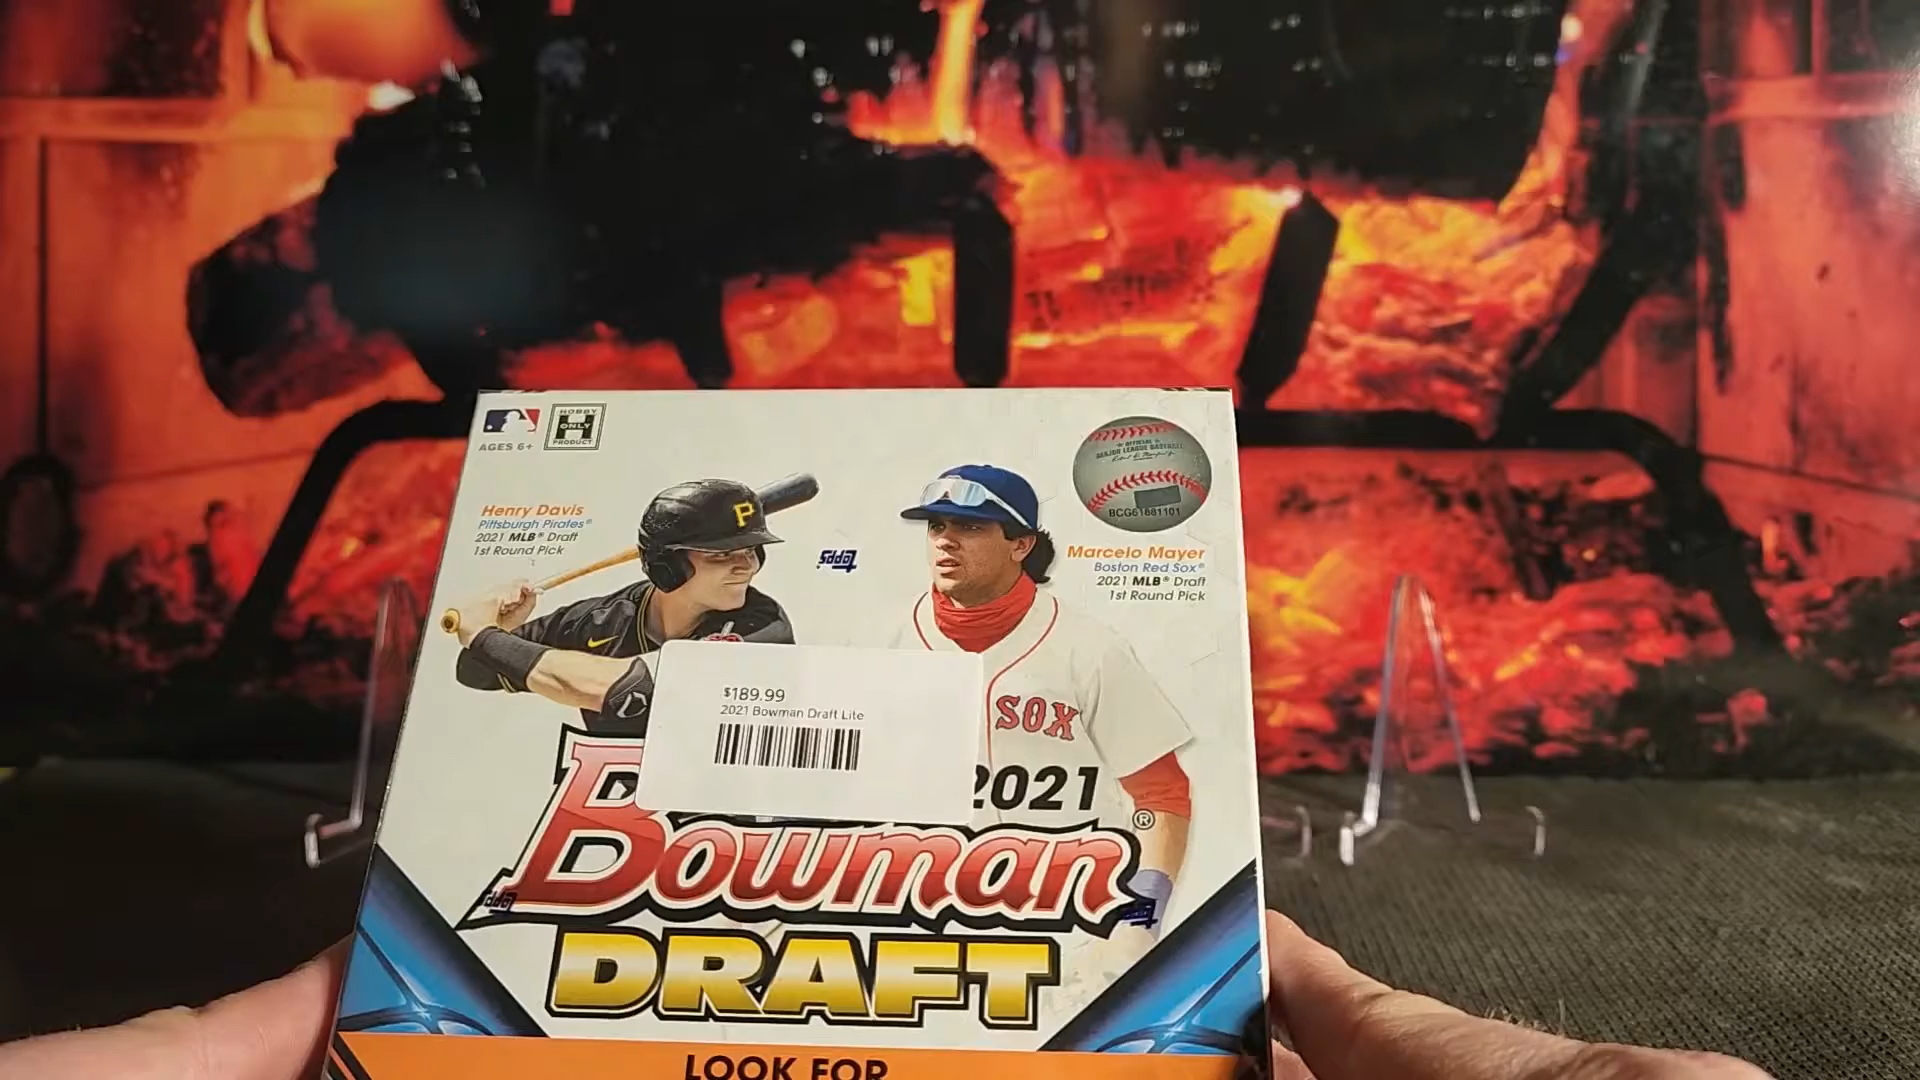 AGES 6+
HOBBY
ONLY
H
PRODUCT
OFFICIAL
MAJOR LEAGUE BASEBALL
BCG61881101
Henry Davis
Pittsburgh Pirates®
2021 MLB® Draft
1st Round Pick
P
topps
Marcelo Mayer
Boston Red Sox®
2021 MLB® Draft
1st Round Pick
$189.99
2021 Bowman Draft Lite
SOX
2021
Bowman®
DRAFT
LOOK FOR